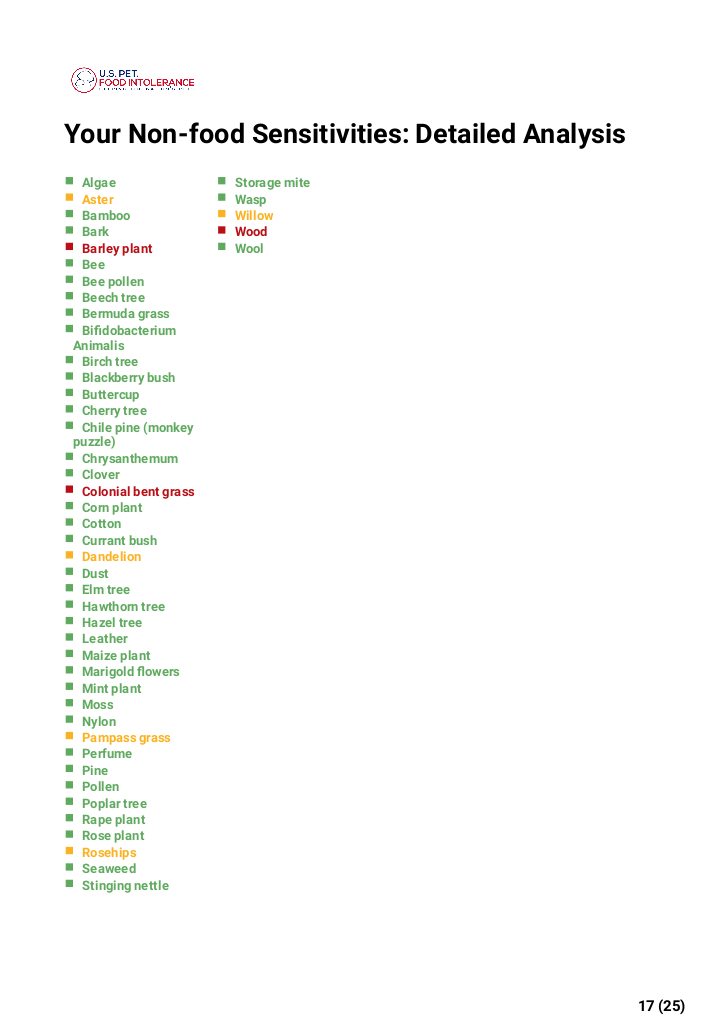 U.S. PET.
FOOD INTOLERANCE
Your Non-food Sensitivities: Detailed Analysis
Algae
Aster
Bamboo
Bark
Barley plant
Bee
Bee pollen
Beech tree
Bermuda grass
Bifidobacterium
Animalis
Birch tree
Blackberry bush
Buttercup
Cherry tree
Chile pine (monkey
puzzle)
Chrysanthemum
Clover
Colonial bent grass
Corn plant
Cotton
Currant bush
Dandelion
Dust
Elm tree
Hawthorn tree
Hazel tree
Leather
Maize plant
Marigold flowers
Mint plant
Moss
Nylon
Pampass grass
Perfume
Pine
Pollen
Poplar tree
Rape plant
Rose plant
Rosehips
Seaweed
Stinging nettle
Storage mite
Wasp
Willow
Wood
Wool
17 (25)